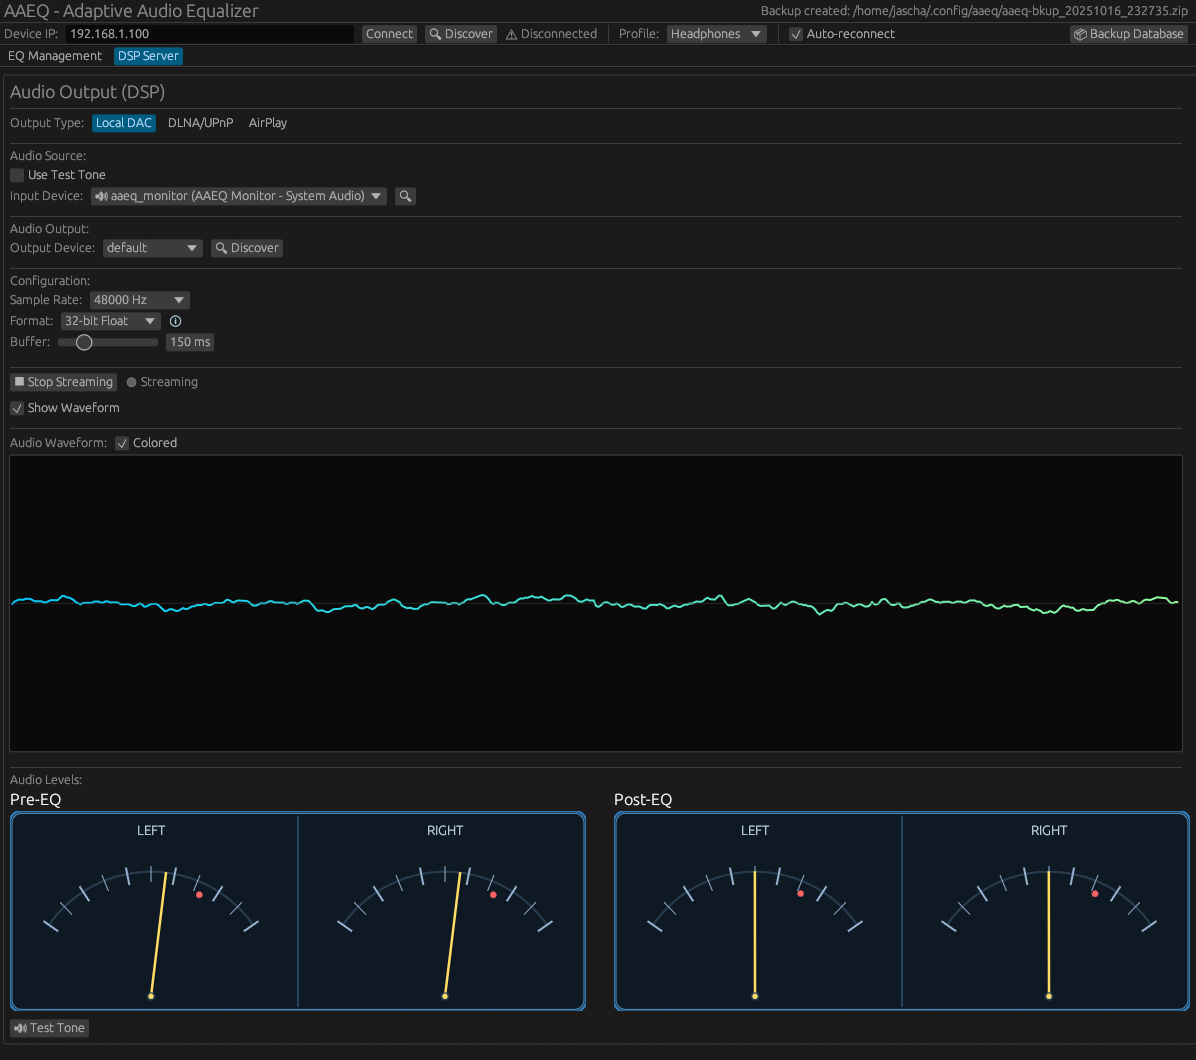 AAEQ - Adaptive Audio Equalizer
Backup created: /home/jascha/.config/aaeq/aaeq-bkup_20251016_232735.zip
Device IP: 192.168.1.100 Connect Discover Disconnected Profile: Headphones Auto-reconnect Backup Database
EQ Management DSP Server
Audio Output (DSP)
Output Type: Local DAC DLNA/UPnP AirPlay
Audio Source:
Use Test Tone
Input Device: aaeq_monitor (AAEQ Monitor - System Audio)
Audio Output:
Output Device: default Discover
Configuration:
Sample Rate: 48000 Hz
Format: 32-bit Float
Buffer: 150 ms
Stop Streaming Streaming
Show Waveform
Audio Waveform: Colored
Audio Levels:
Pre-EQ Post-EQ
LEFT RIGHT LEFT RIGHT
Test Tone